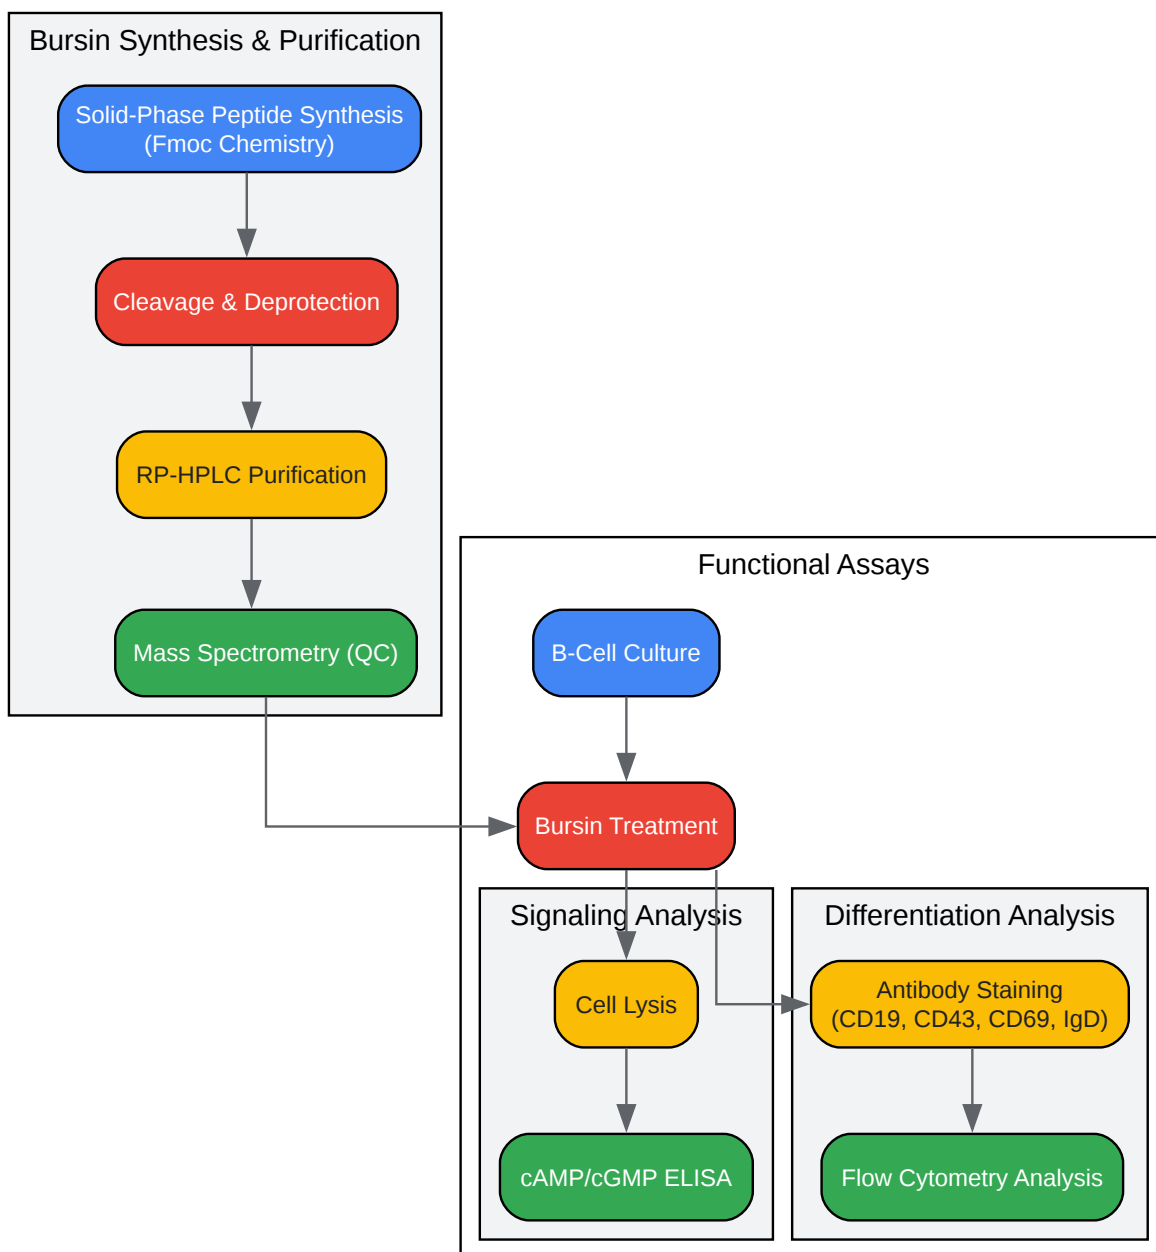 Bursin Synthesis & Purification
Solid-Phase Peptide Synthesis
(Fmoc Chemistry)
Cleavage & Deprotection
RP-HPLC Purification
Mass Spectrometry (QC)
Functional Assays
B-Cell Culture
Bursin Treatment
Signaling Analysis
Cell Lysis
cAMP/cGMP ELISA
Differentiation Analysis
Antibody Staining
(CD19, CD43, CD69, IgD)
Flow Cytometry Analysis